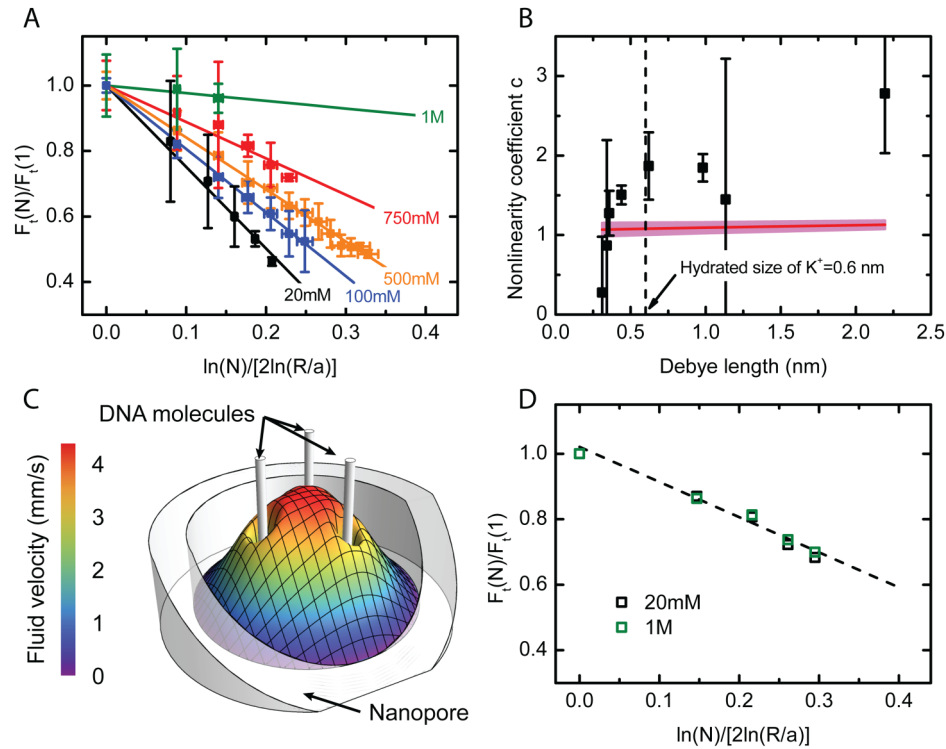 A
Fₜ(N)/Fₜ(1)
1.0
0.8
0.6
0.4
1M
750mM
500mM
100mM
20mM
0.0
0.1
0.2
0.3
0.4
ln(N)/[2ln(R/a)]
B
Nonlinearity coefficient c
3
2
1
0
Hydrated size of K⁺=0.6 nm
0.0
0.5
1.0
1.5
2.0
2.5
Debye length (nm)
C
DNA molecules
Fluid velocity (mm/s)
4
3
2
1
0
Nanopore
D
Fₜ(N)/Fₜ(1)
1.0
0.8
0.6
0.4
20mM
1M
0.0
0.1
0.2
0.3
0.4
ln(N)/[2ln(R/a)]